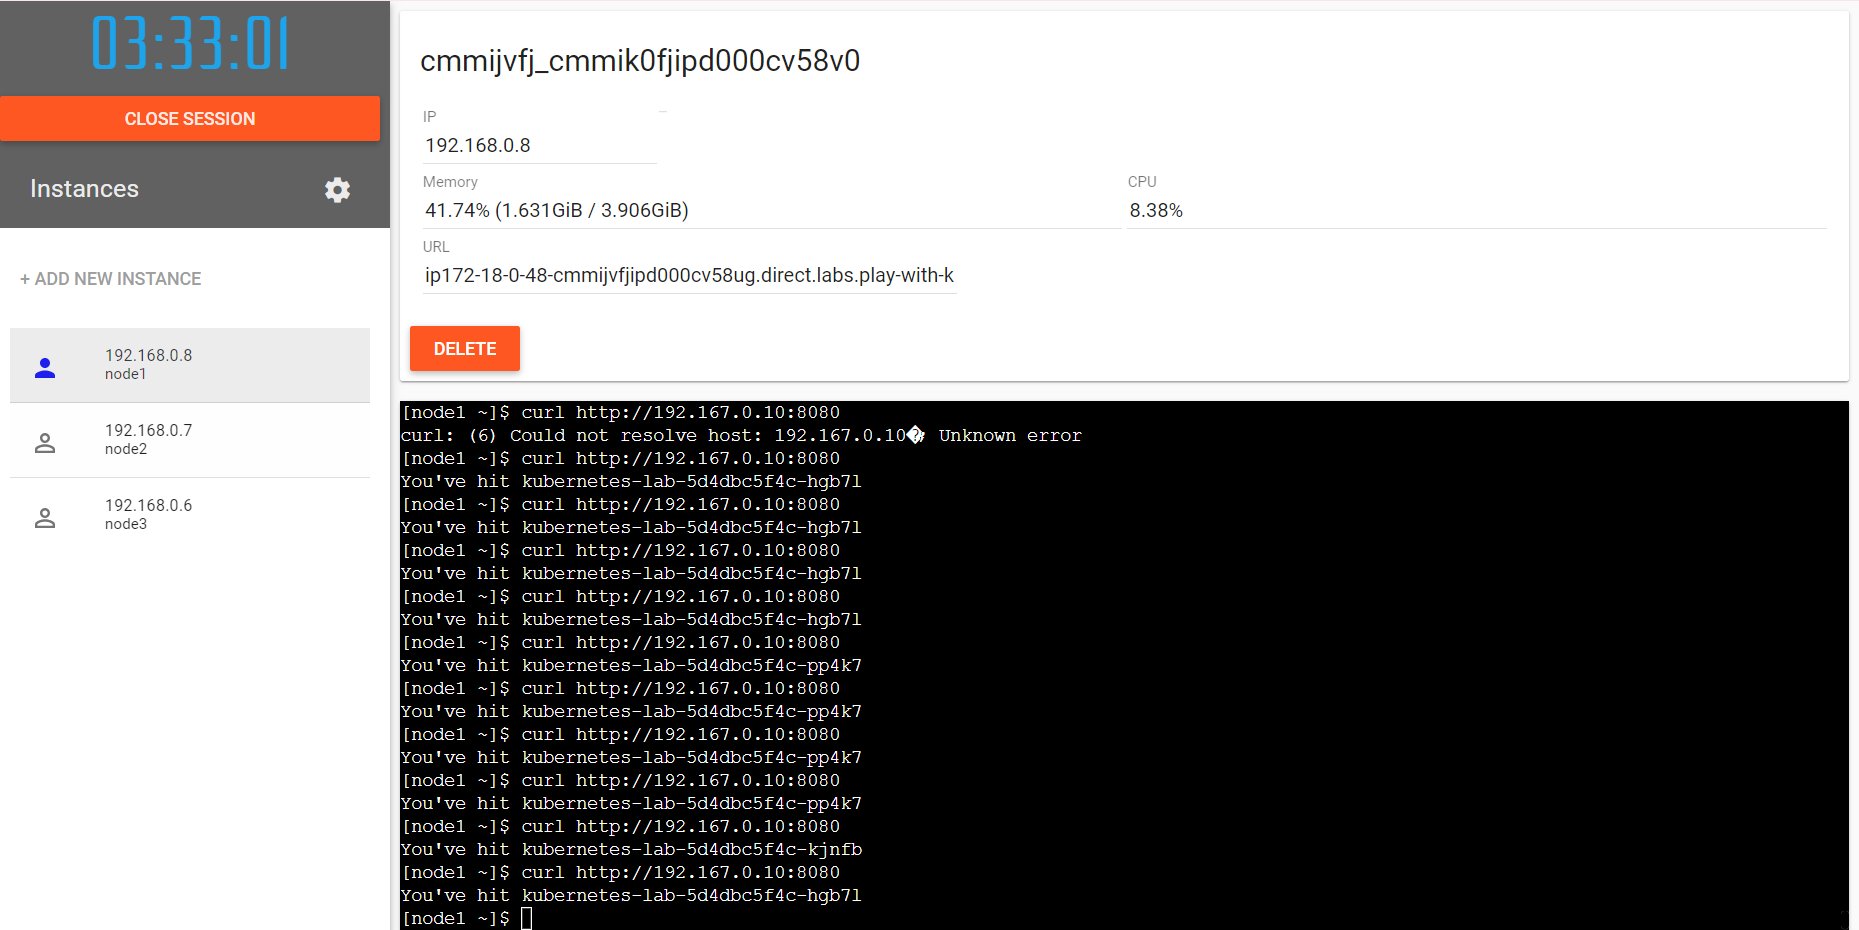 03:33:01
CLOSE SESSION
Instances
+ ADD NEW INSTANCE
192.168.0.8
node1
192.168.0.7
node2
192.168.0.6
node3
cmmijvfj_cmmik0fjipd000cv58v0
IP
192.168.0.8
Memory
41.74% (1.631GiB / 3.906GiB)
CPU
8.38%
URL
ip172-18-0-48-cmmijvfjipd000cv58ug.direct.labs.play-with-k
DELETE
[node1 ~]$ curl http://192.167.0.10:8080
curl: (6) Could not resolve host: 192.167.0.10�; Unknown error
[node1 ~]$ curl http://192.167.0.10:8080
You've hit kubernetes-lab-5d4dbc5f4c-hgb7l
[node1 ~]$ curl http://192.167.0.10:8080
You've hit kubernetes-lab-5d4dbc5f4c-hgb7l
[node1 ~]$ curl http://192.167.0.10:8080
You've hit kubernetes-lab-5d4dbc5f4c-hgb7l
[node1 ~]$ curl http://192.167.0.10:8080
You've hit kubernetes-lab-5d4dbc5f4c-hgb7l
[node1 ~]$ curl http://192.167.0.10:8080
You've hit kubernetes-lab-5d4dbc5f4c-pp4k7
[node1 ~]$ curl http://192.167.0.10:8080
You've hit kubernetes-lab-5d4dbc5f4c-pp4k7
[node1 ~]$ curl http://192.167.0.10:8080
You've hit kubernetes-lab-5d4dbc5f4c-pp4k7
[node1 ~]$ curl http://192.167.0.10:8080
You've hit kubernetes-lab-5d4dbc5f4c-pp4k7
[node1 ~]$ curl http://192.167.0.10:8080
You've hit kubernetes-lab-5d4dbc5f4c-kjnfb
[node1 ~]$ curl http://192.167.0.10:8080
You've hit kubernetes-lab-5d4dbc5f4c-hgb7l
[node1 ~]$